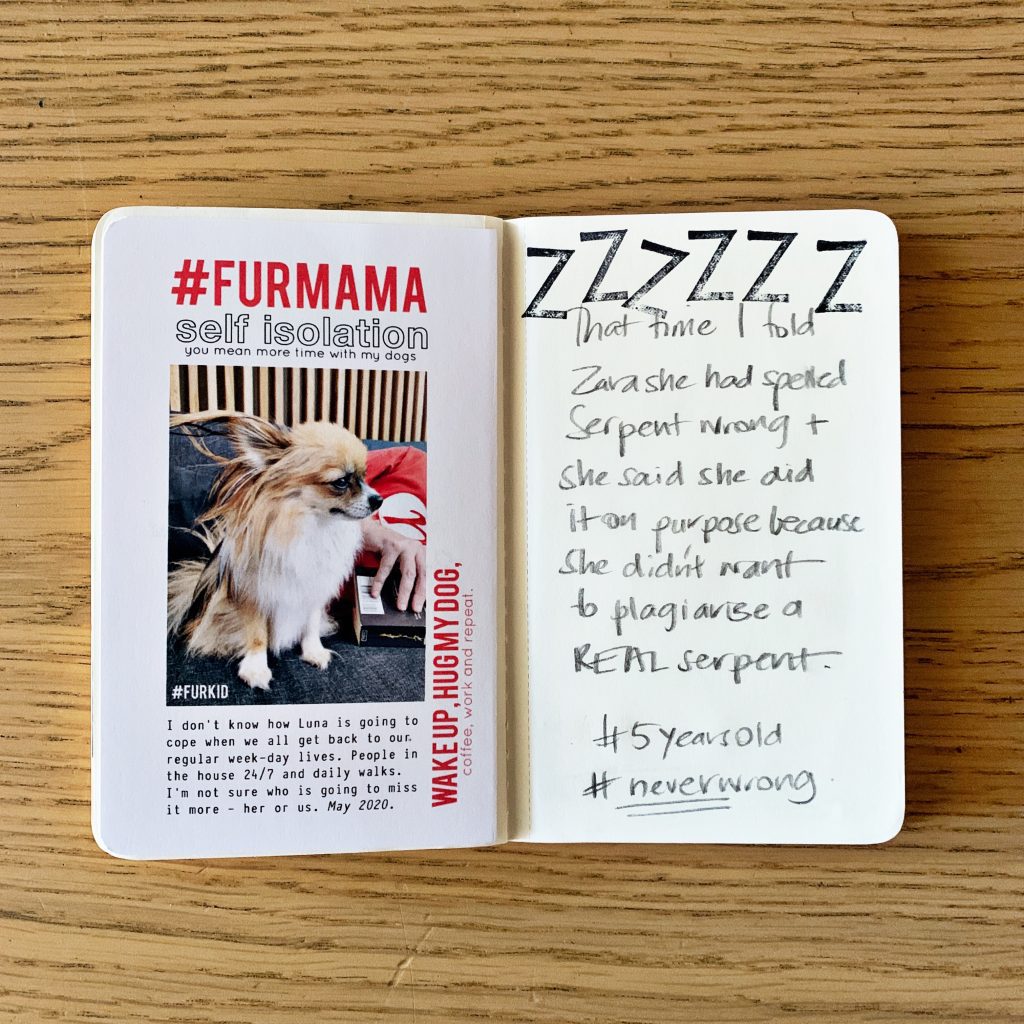 #FURMAMA
self isolation
you mean more time with my dogs
#FURKID
WAKE UP, HUG MY DOG,
coffee, work and repeat.
I don't know how Luna is going to
cope when we all get back to our
regular week-day lives. People in
the house 24/7 and daily walks.
I'm not sure who is going to miss
it more – her or us. May 2020.
ZZZZZZ
That time I told
Zara she had spelled
Serpent wrong +
she said she did
it on purpose because
she didn't want
to plagiarise a
REAL serpent.
#5yearsold
#neverwrong.